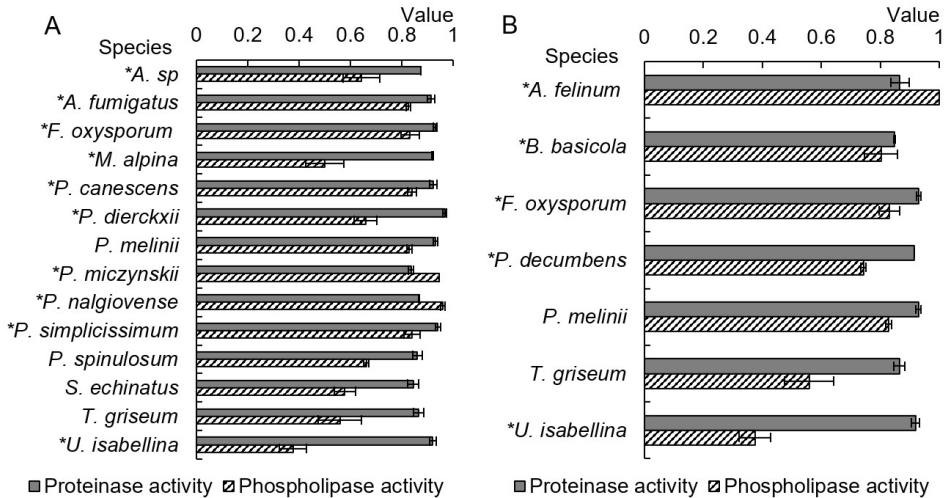 A
Value
Species
0 0.2 0.4 0.6 0.8 1
*A. sp
*A. fumigatus
*F. oxysporum
*M. alpina
*P. canescens
*P. dierckxii
P. melinii
*P. miczynskii
*P. nalgiovense
*P. simplicissimum
P. spinulosum
S. echinatus
T. griseum
*U. isabellina
Proteinase activity Phospholipase activity
B
Value
0 0.2 0.4 0.6 0.8 1
Species
*A. felinum
*B. basicola
*F. oxysporum
*P. decumbens
P. melinii
T. griseum
*U. isabellina
Proteinase activity Phospholipase activity